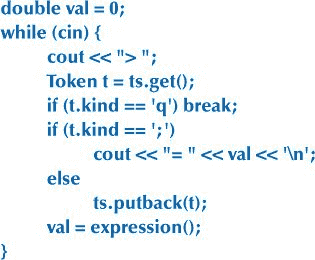 double val = 0;
while (cin) {
cout << "> ";
Token t = ts.get();
if (t.kind == 'q') break;
if (t.kind == ';')
cout << "= " << val << '\n';
else
ts.putback(t);
val = expression();
}